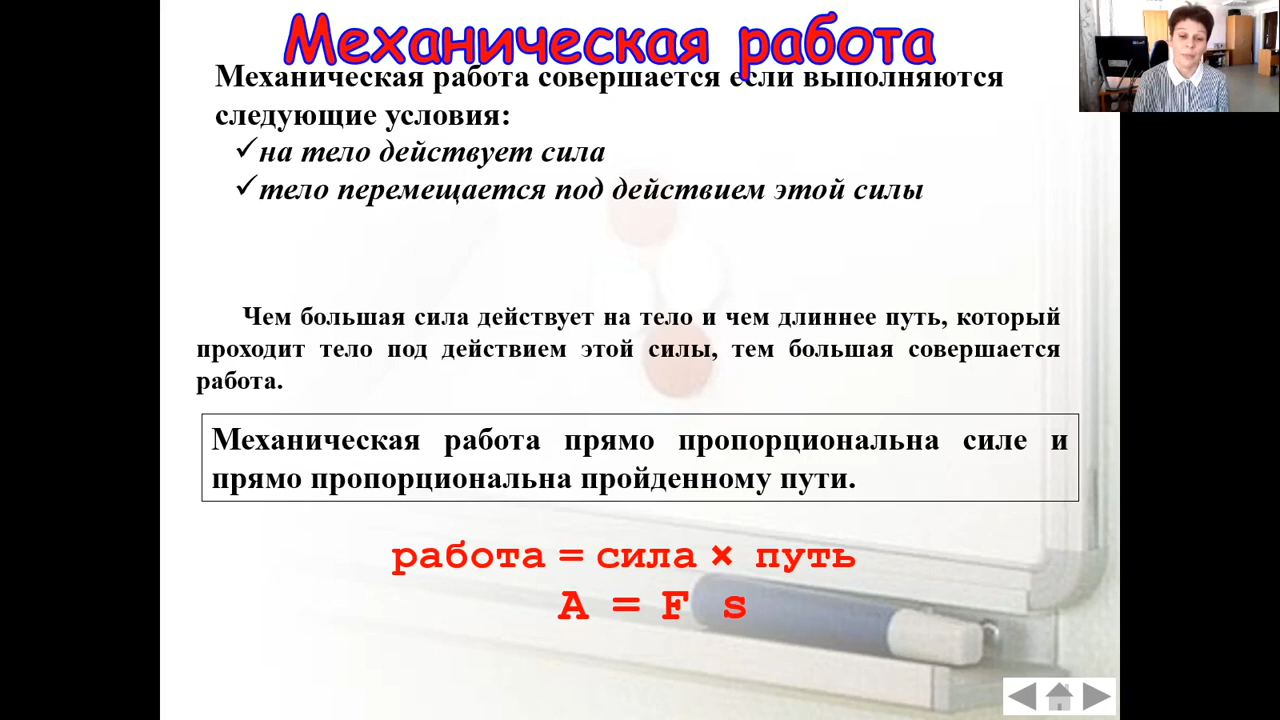 Механическая работа
Механическая работа совершается если выполняются
следующие условия:
✓на тело действует сила
✓тело перемещается под действием этой силы
Чем большая сила действует на тело и чем длиннее путь, который
проходит тело под действием этой силы, тем большая совершается
работа.
Механическая работа прямо пропорциональна силе и
прямо пропорциональна пройденному пути.
работа = сила × путь
A = F s